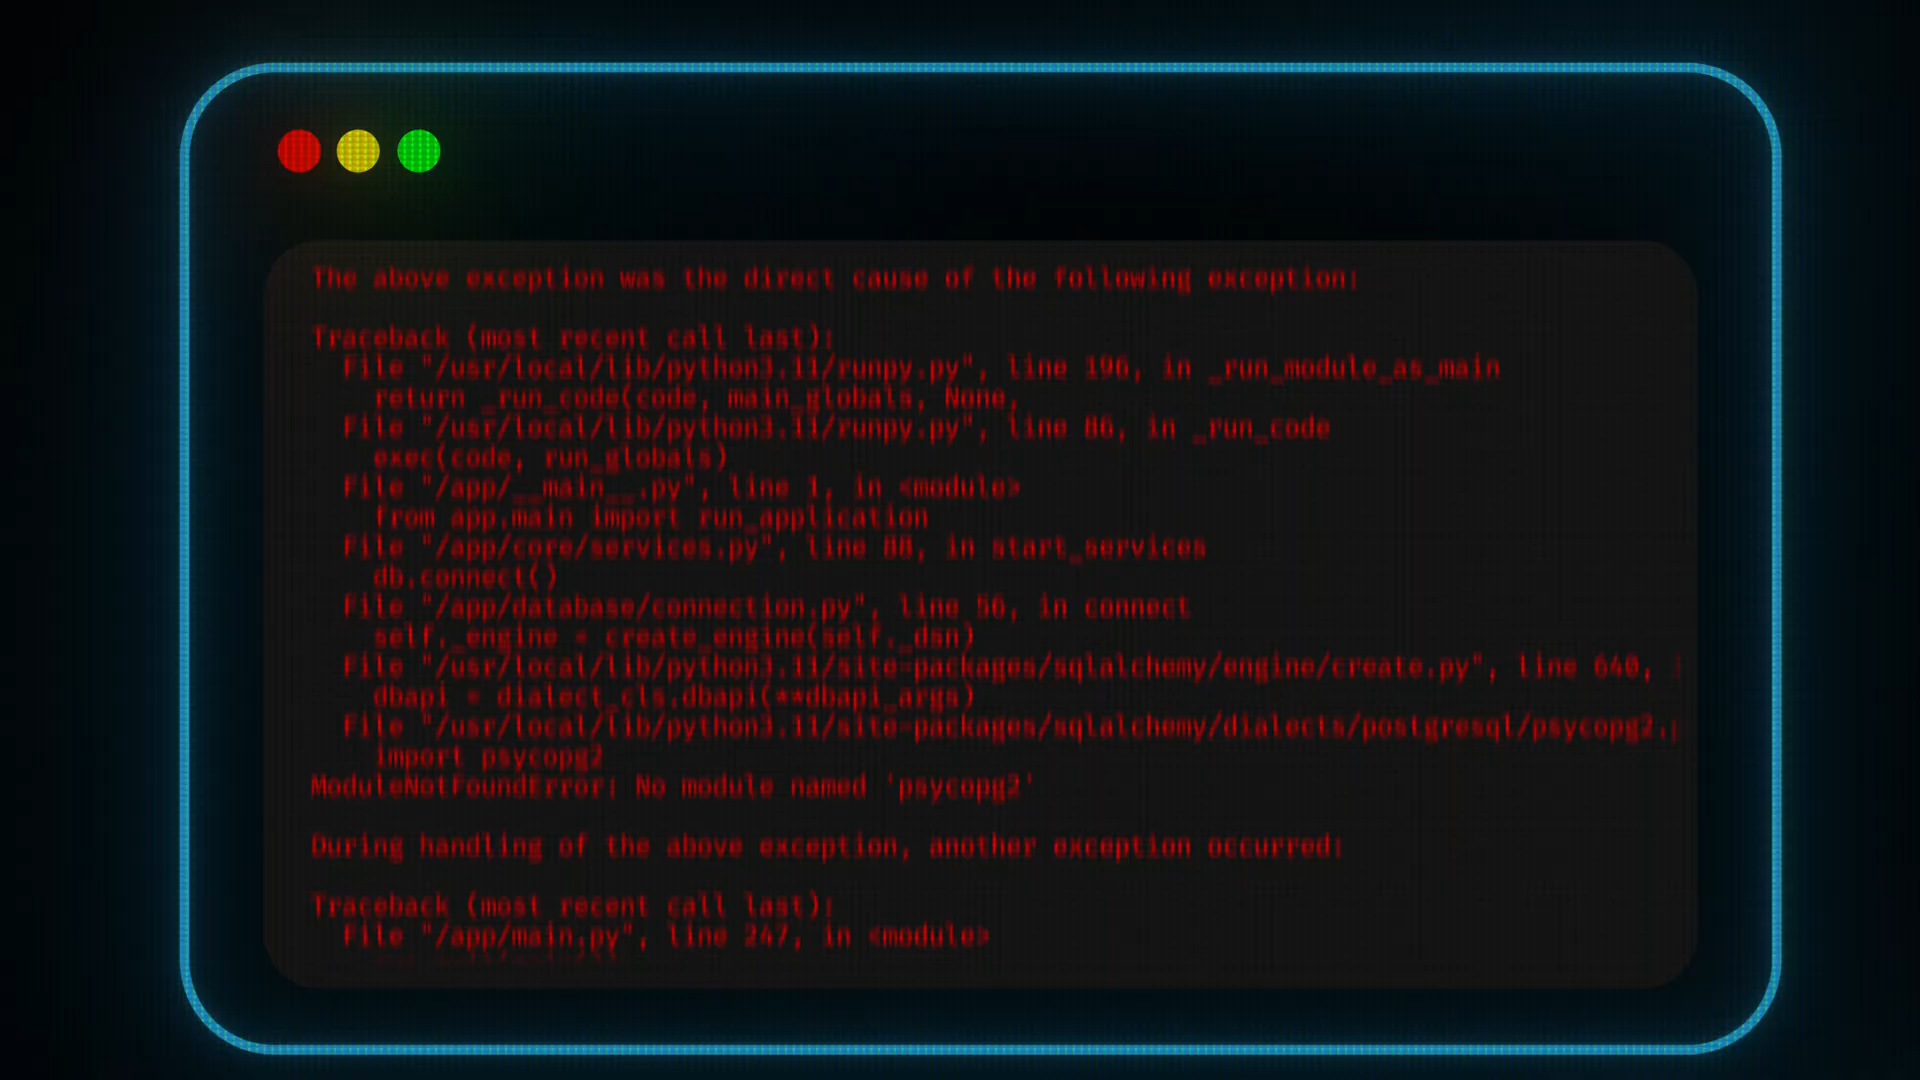 The above exception was the direct cause of the following exception:
Traceback (most recent call last):
File "/usr/local/lib/python3.11/runpy.py", line 196, in _run_module_as_main
return _run_code(code, main_globals, None,
File "/usr/local/lib/python3.11/runpy.py", line 86, in _run_code
exec(code, run_globals)
File "/app/__main__.py", line 1, in <module>
from app.main import run_application
File "/app/core/services.py", line 88, in start_services
db.connect()
File "/app/database/connection.py", line 56, in connect
self._engine = create_engine(self._dsn)
File "/usr/local/lib/python3.11/site-packages/sqlalchemy/engine/create.py", line 640,
dbapi = dialect_cls.dbapi(**dbapi_args)
File "/usr/local/lib/python3.11/site-packages/sqlalchemy/dialects/postgresql/psycopg2.
import psycopg2
ModuleNotFoundError: No module named 'psycopg2'
During handling of the above exception, another exception occurred:
Traceback (most recent call last):
File "/app/main.py", line 247, in <module>